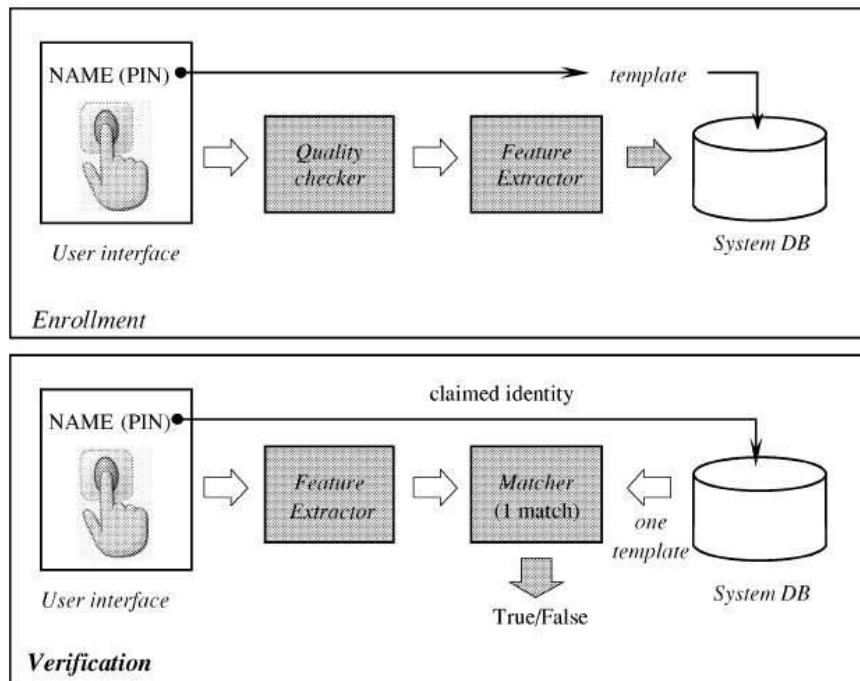 NAME (PIN)
template
Quality
checker
Feature
Extractor
User interface
System DB
Enrollment
claimed identity
NAME (PIN)
Feature
Extractor
Matcher
(1 match)
one
template
User interface
True/False
System DB
Verification